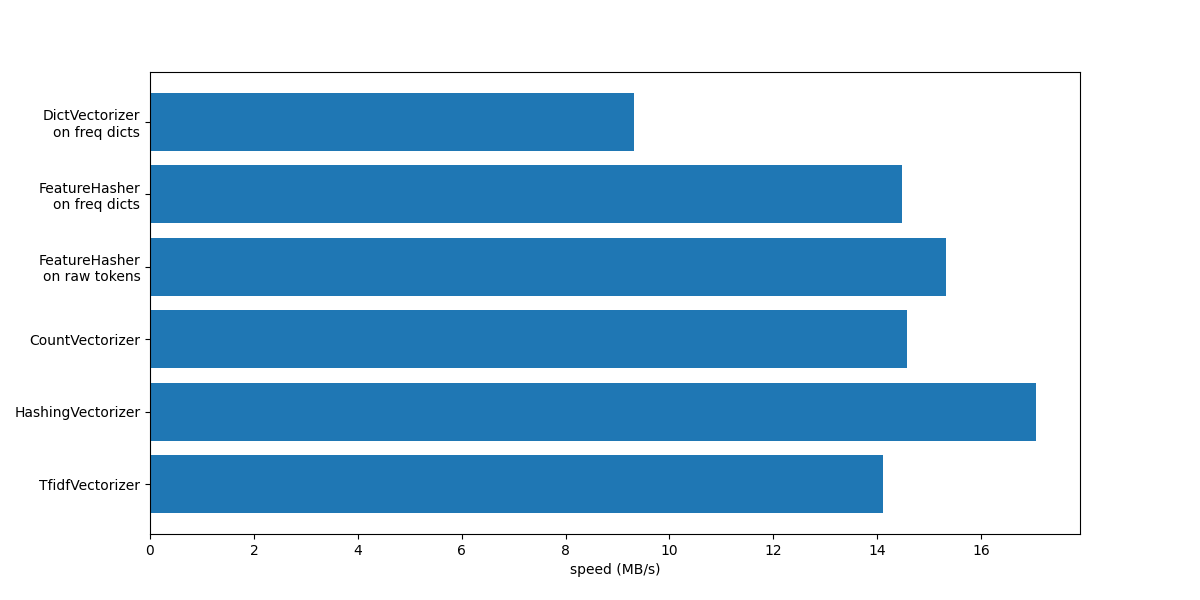 DictVectorizer
on freq dicts
FeatureHasher
on freq dicts
FeatureHasher
on raw tokens
CountVectorizer
HashingVectorizer
TfidfVectorizer
0 2 4 6 8 10 12 14 16
speed (MB/s)